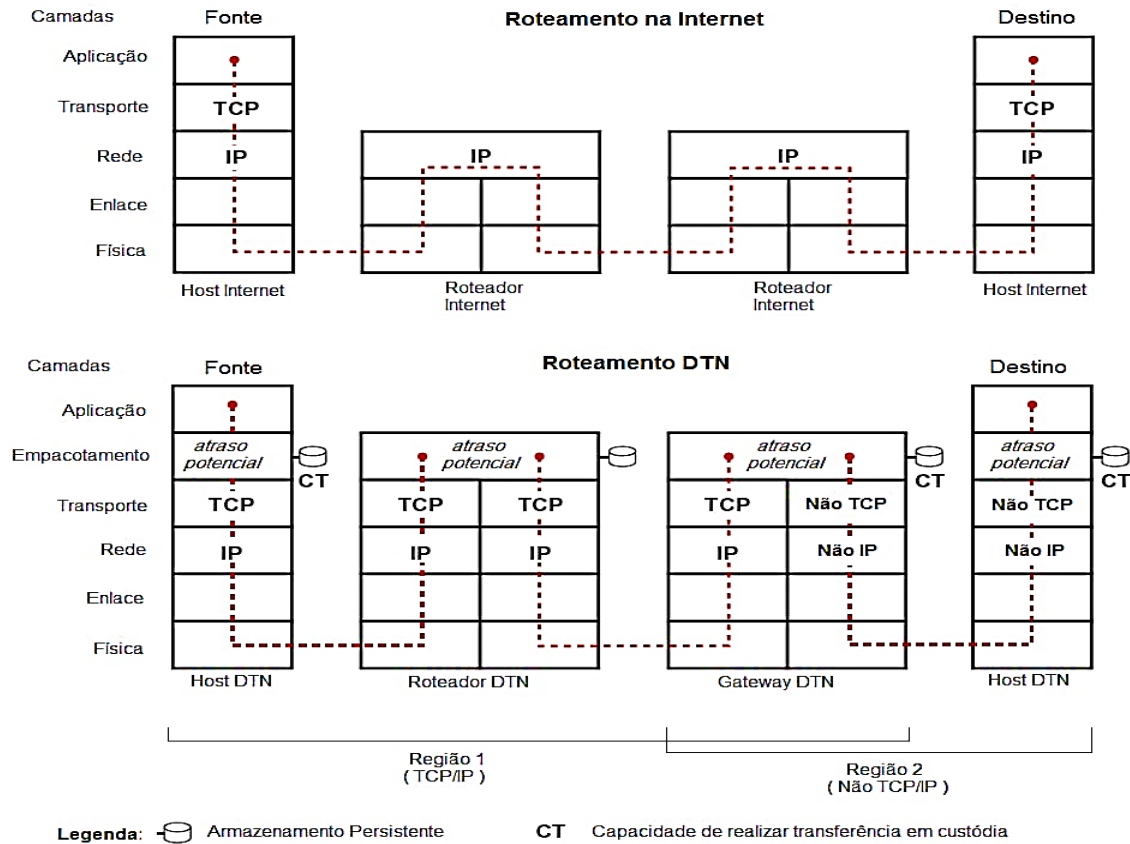 Camadas Fonte Roteamento na Internet Destino
Aplicação
Transporte TCP TCP
Rede IP IP IP IP
Enlace
Física
Host Internet Roteador Internet Roteador Internet Host Internet
Camadas Fonte Roteamento DTN Destino
Aplicação
Empacotamento atraso potencial atraso potencial atraso potencial atraso potencial
CT CT CT
Transporte TCP TCP TCP TCP Não TCP Não TCP
Rede IP IP IP IP Não IP Não IP
Enlace
Física
Host DTN Roteador DTN Gateway DTN Host DTN
Região 1
( TCP/IP )
Região 2
( Não TCP/IP )
Legenda: Armazenamento Persistente CT Capacidade de realizar transferência em custódia